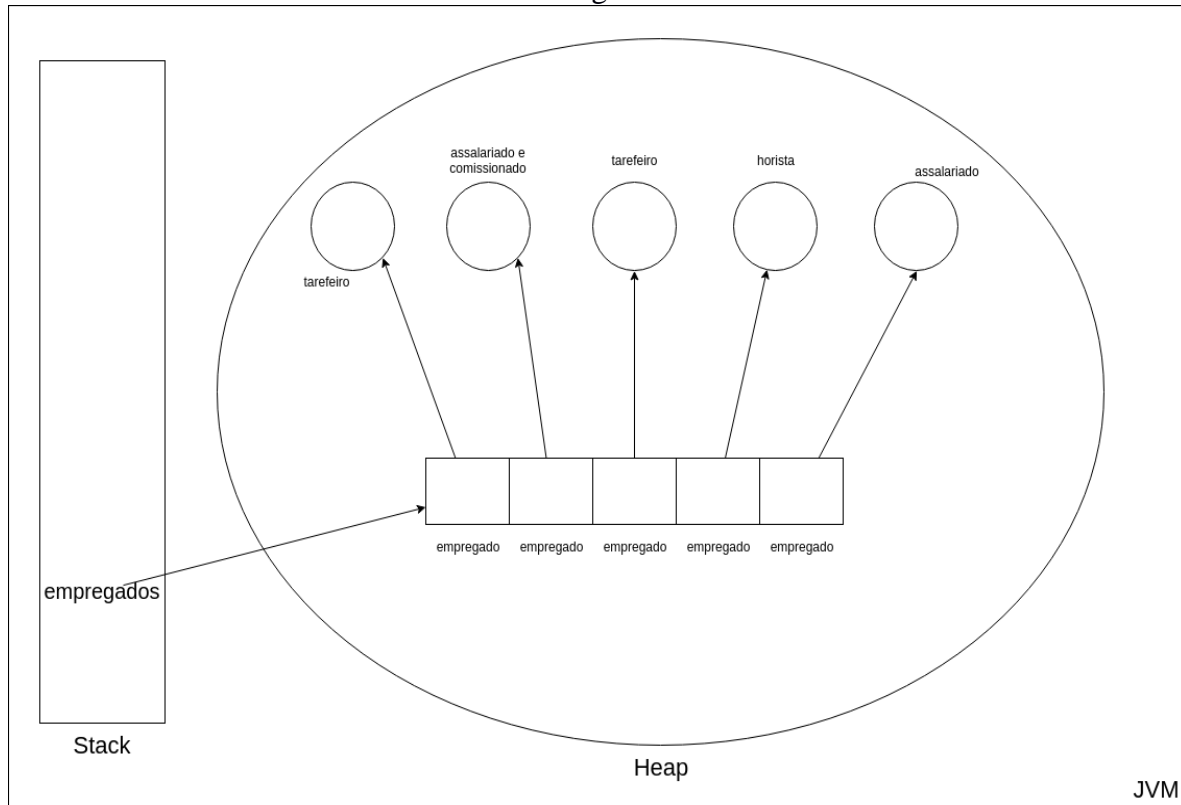 assalariado e
comissionado
tarefeiro
horista
assalariado
tarefeiro
empregado
empregado
empregado
empregado
empregado
empregados
Stack
Heap
JVM